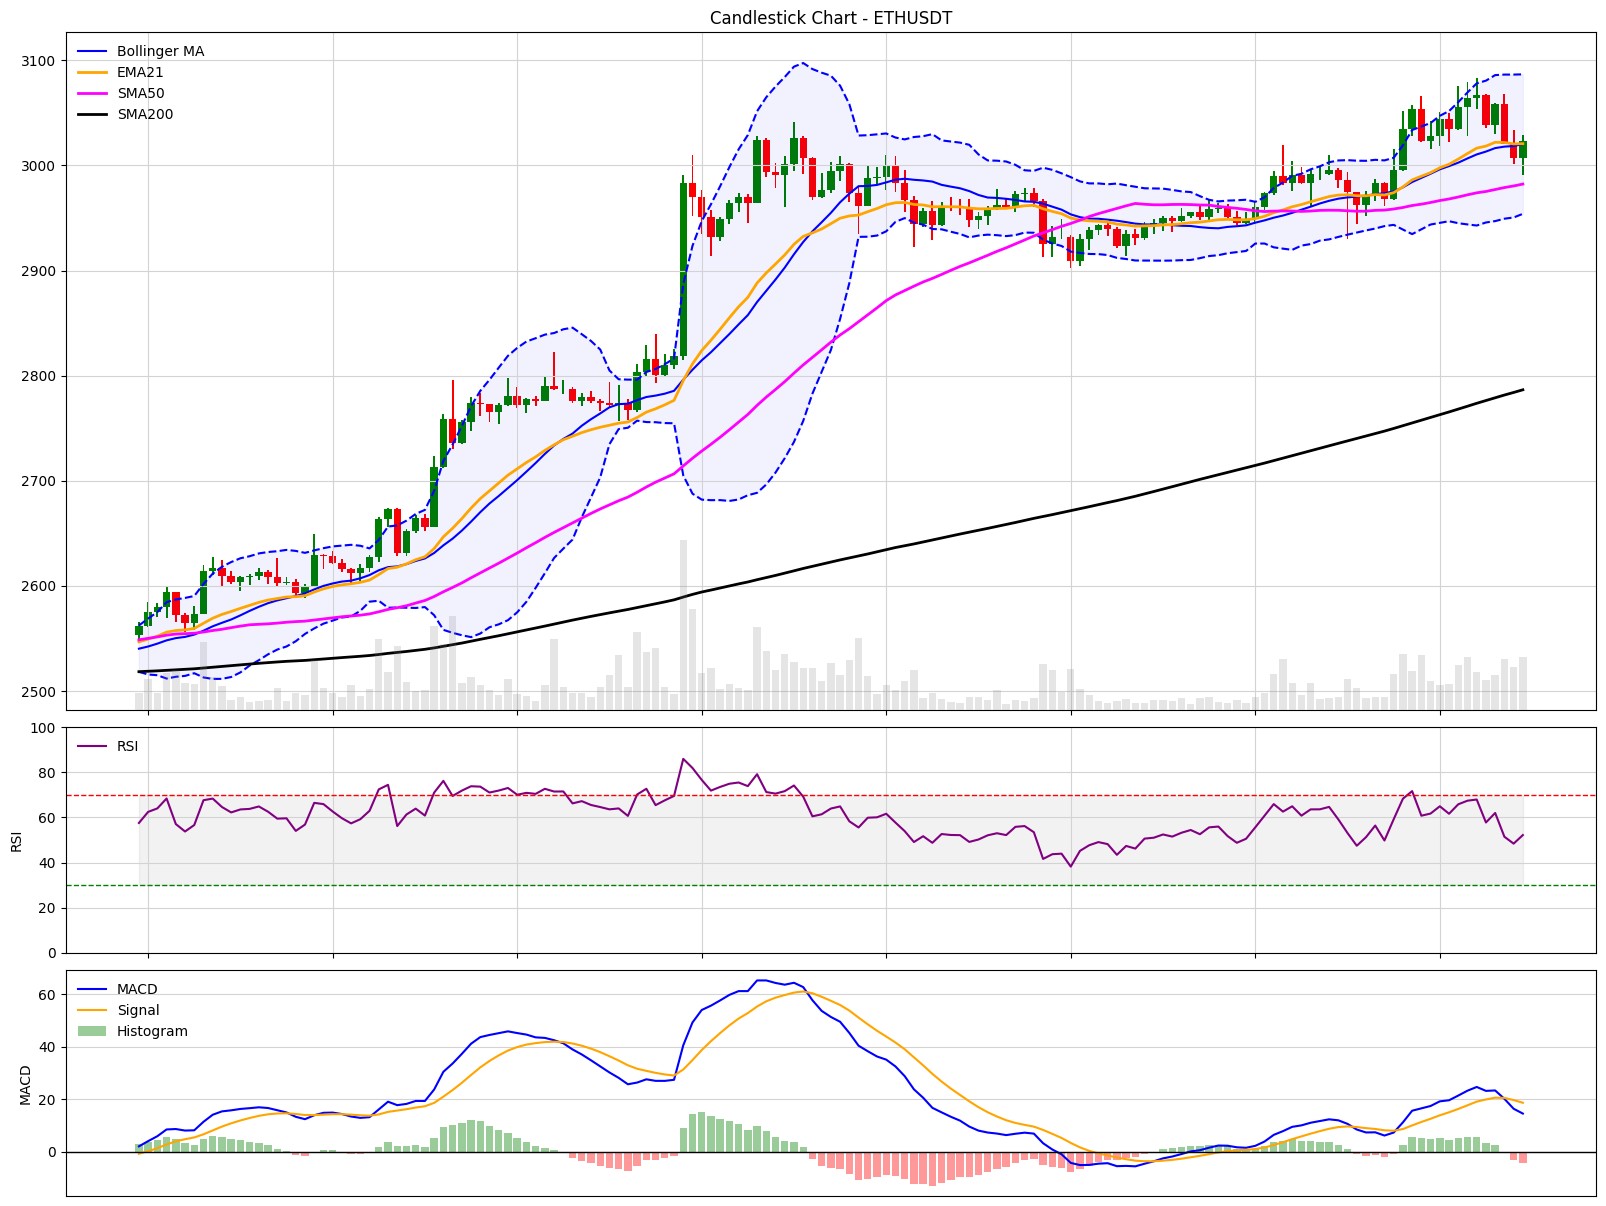 Candlestick Chart - ETHUSDT
Bollinger MA
EMA21
SMA50
SMA200
3100
3000
2900
2800
2700
2600
2500
RSI
100
80
60
40
20
0
RSI
MACD
Signal
Histogram
60
40
20
0
MACD